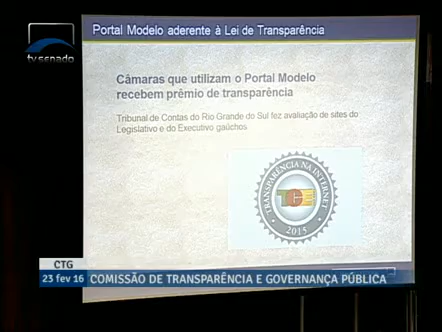 Portal Modelo aderente à Lei de Transparência
tv senado
Câmaras que utilizam o Portal Modelo
recebem prêmio de transparência
Tribunal de Contas do Rio Grande do Sul fez avaliação de sites do
Legislativo e do Executivo gaúchos
TRANSPARÊNCIA NA INTERNET
TCE
2015
CTG
23 fev 16 COMISSÃO DE TRANSPARÊNCIA E GOVERNANÇA PÚBLICA